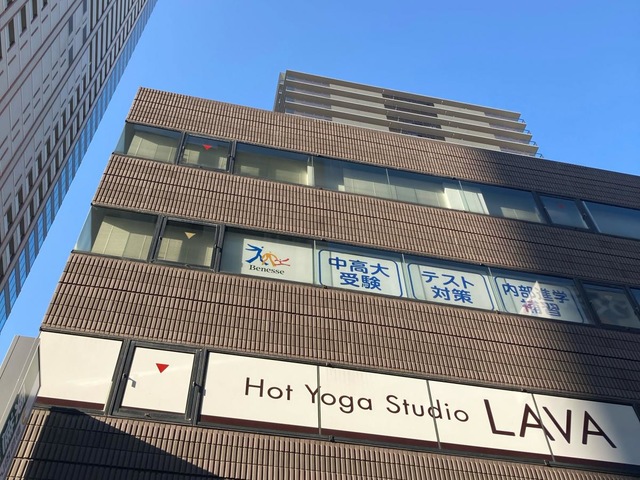 Benesse
中高大
受験
テスト
対策
内部進学
補習
Hot Yoga Studio LAVA